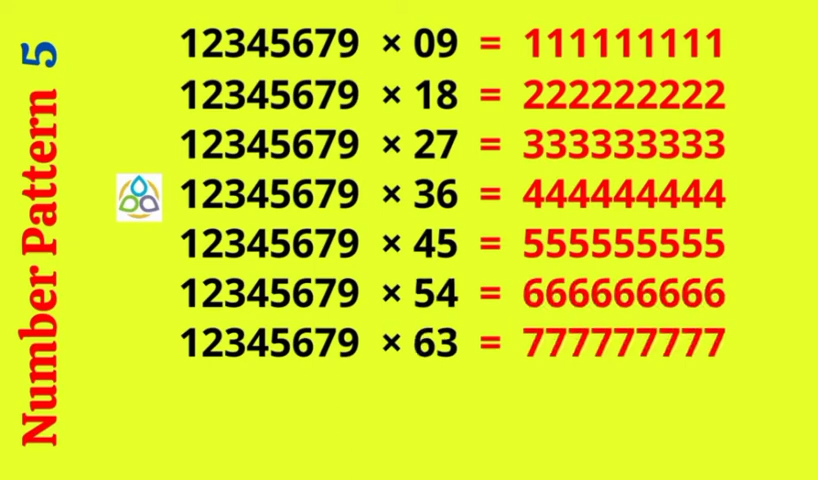 Number Pattern 5
12345679 × 09 = 111111111
12345679 × 18 = 222222222
12345679 × 27 = 333333333
12345679 × 36 = 444444444
12345679 × 45 = 555555555
12345679 × 54 = 666666666
12345679 × 63 = 777777777